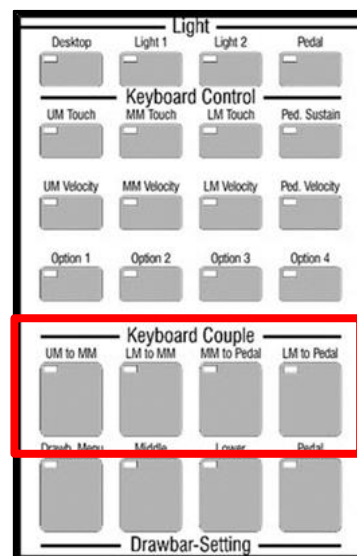 Light
Desktop Light 1 Light 2 Pedal
Keyboard Control
UM Touch MM Touch LM Touch Ped. Sustain
UM Velocity MM Velocity LM Velocity Ped. Velocity
Option 1 Option 2 Option 3 Option 4
Keyboard Couple
UM to MM LM to MM MM to Pedal LM to Pedal
Drawb. Menu Middle Lower Pedal
Drawbar-Setting